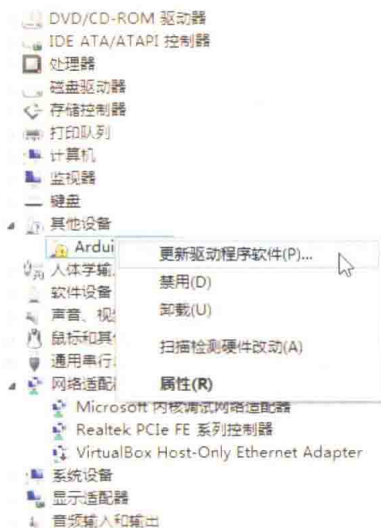 DVD/CD-ROM 驱动器
IDE ATA/ATAPI 控制器
处理器
磁盘驱动器
存储控制器
打印队列
计算机
监视器
键盘
其他设备
Ardui
更新驱动程序软件(P)...
人体学输
禁用(D)
软件设备
卸载(U)
声音、视
鼠标和其
扫描检测硬件改动(A)
通用串行
网络适配
属性(R)
Microsoft 内核调试网络适配器
Realtek PCIe FE 系列控制器
VirtualBox Host-Only Ethernet Adapter
系统设备
显示适配器
音频输入和输出